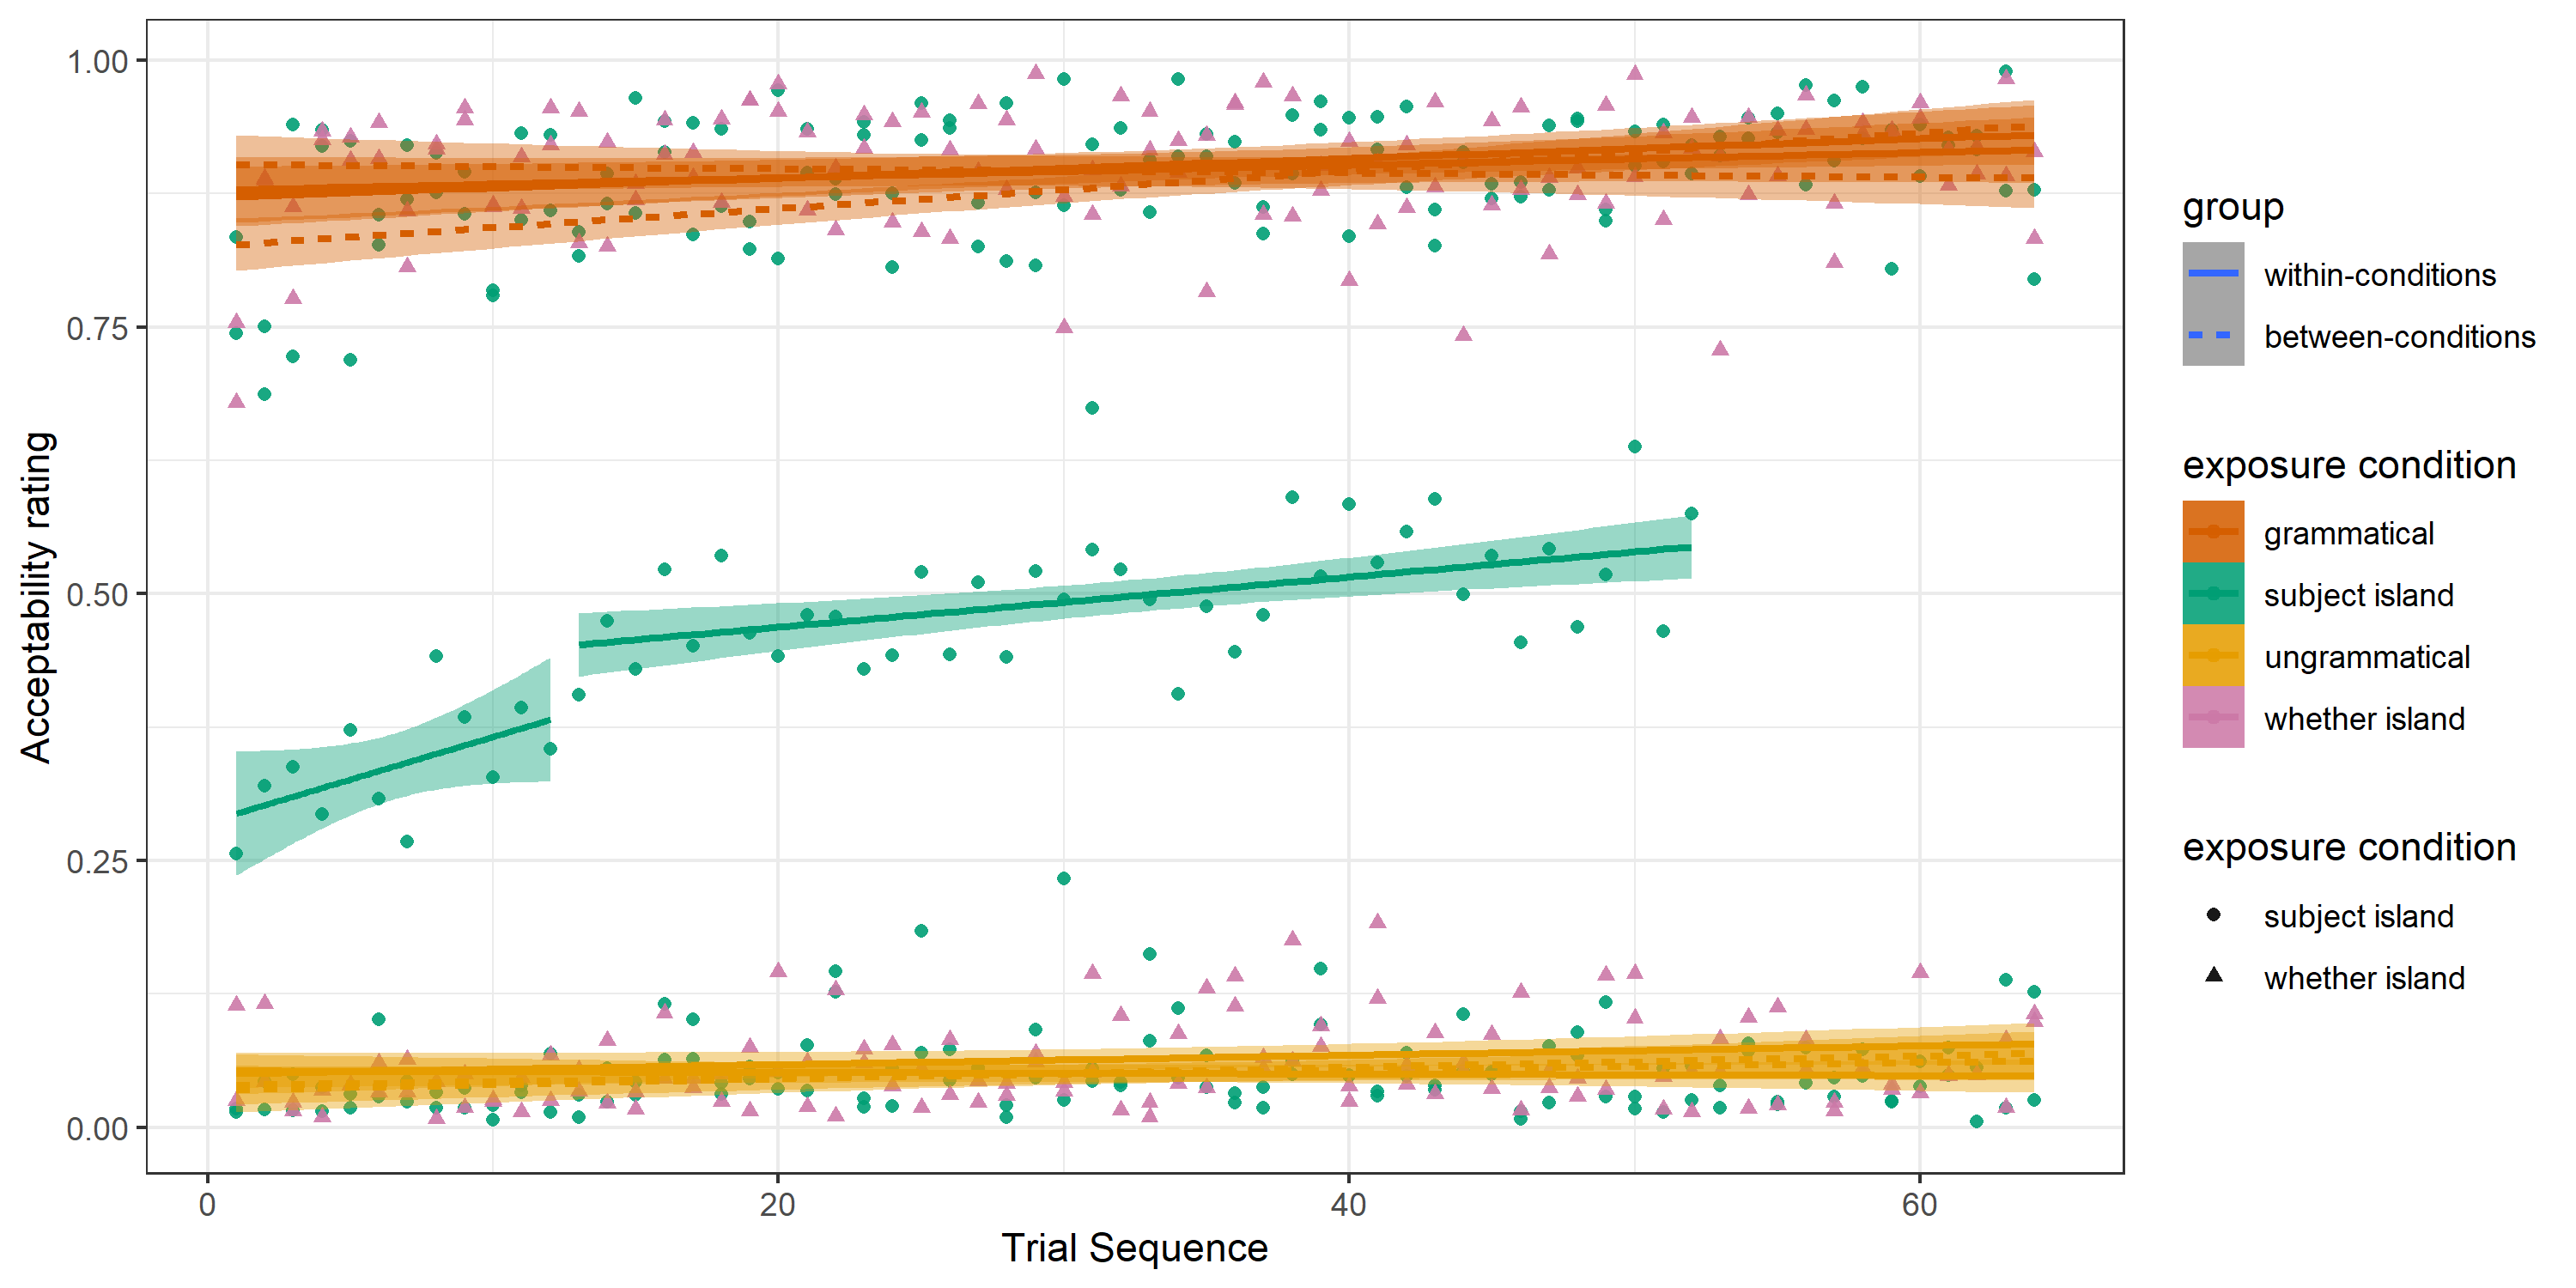 1.00
0.75
0.50
0.25
0.00
Acceptability rating
0
20
40
60
Trial Sequence
group
within-conditions
between-conditions
exposure condition
grammatical
subject island
ungrammatical
whether island
exposure condition
subject island
whether island